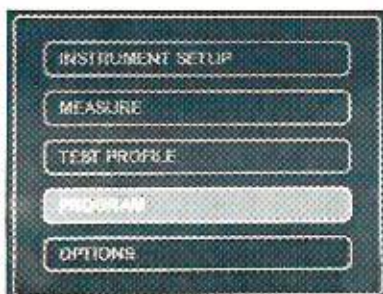 INSTRUMENT SETUP
MEASURE
TEST PROFILE
PROGRAM
OPTIONS